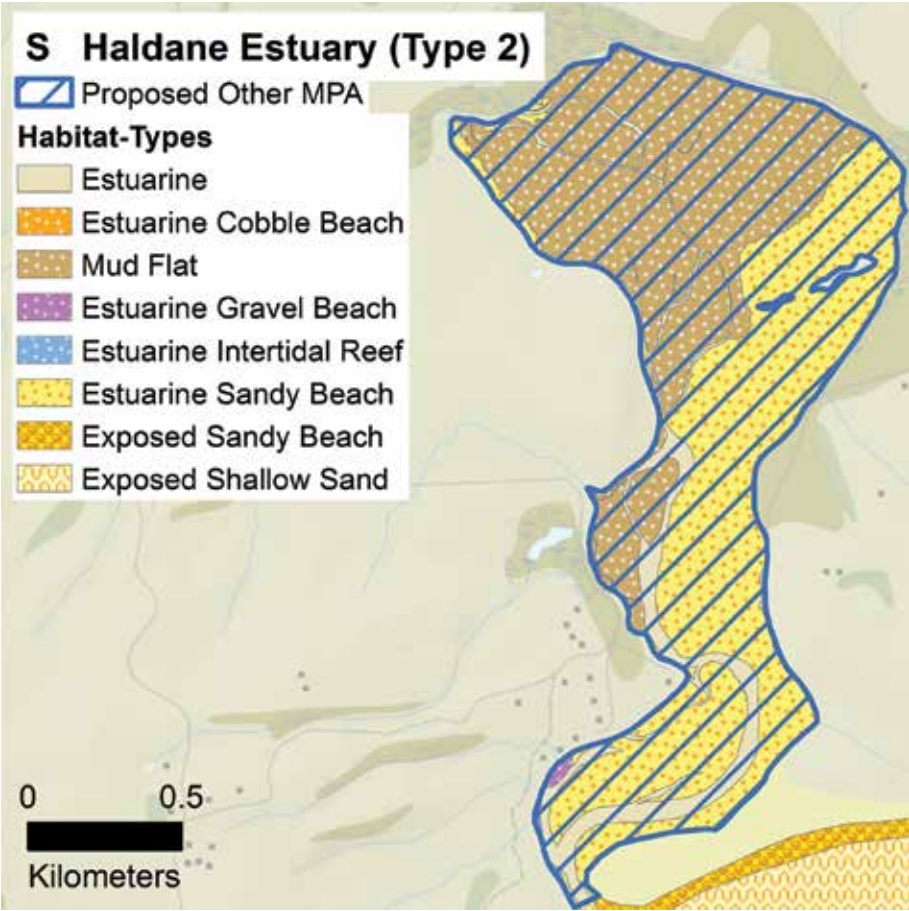 S Haldane Estuary (Type 2)
Proposed Other MPA
Habitat-Types
Estuarine
Estuarine Cobble Beach
Mud Flat
Estuarine Gravel Beach
Estuarine Intertidal Reef
Estuarine Sandy Beach
Exposed Sandy Beach
Exposed Shallow Sand
0 0.5
Kilometers